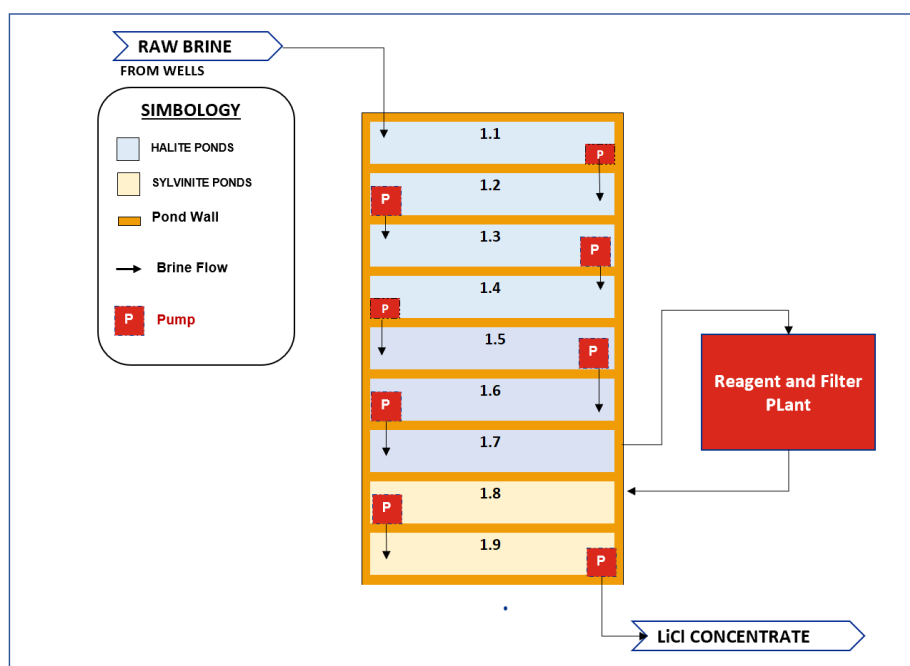 RAW BRINE
FROM WELLS
SIMBOLOGY
HALITE PONDS
SYLVINITE PONDS
Pond Wall
Brine Flow
P
Pump
1.1
P
1.2
P
1.3
P
1.4
P
1.5
P
1.6
P
1.7
1.8
P
1.9
P
Reagent and Filter
PLant
LiCl CONCENTRATE